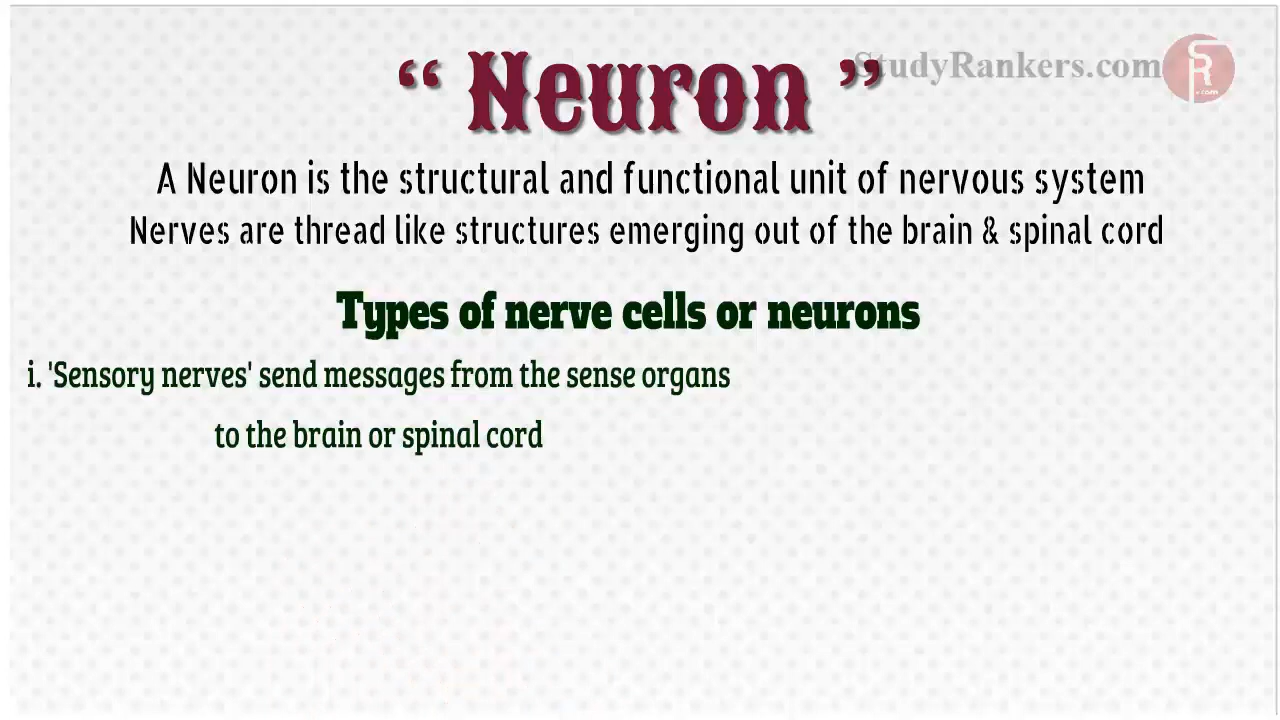 StudyRankers.com
SR
.com
“ Neuron ”
A Neuron is the structural and functional unit of nervous system
Nerves are thread like structures emerging out of the brain & spinal cord
Types of nerve cells or neurons
i. 'Sensory nerves' send messages from the sense organs
to the brain or spinal cord